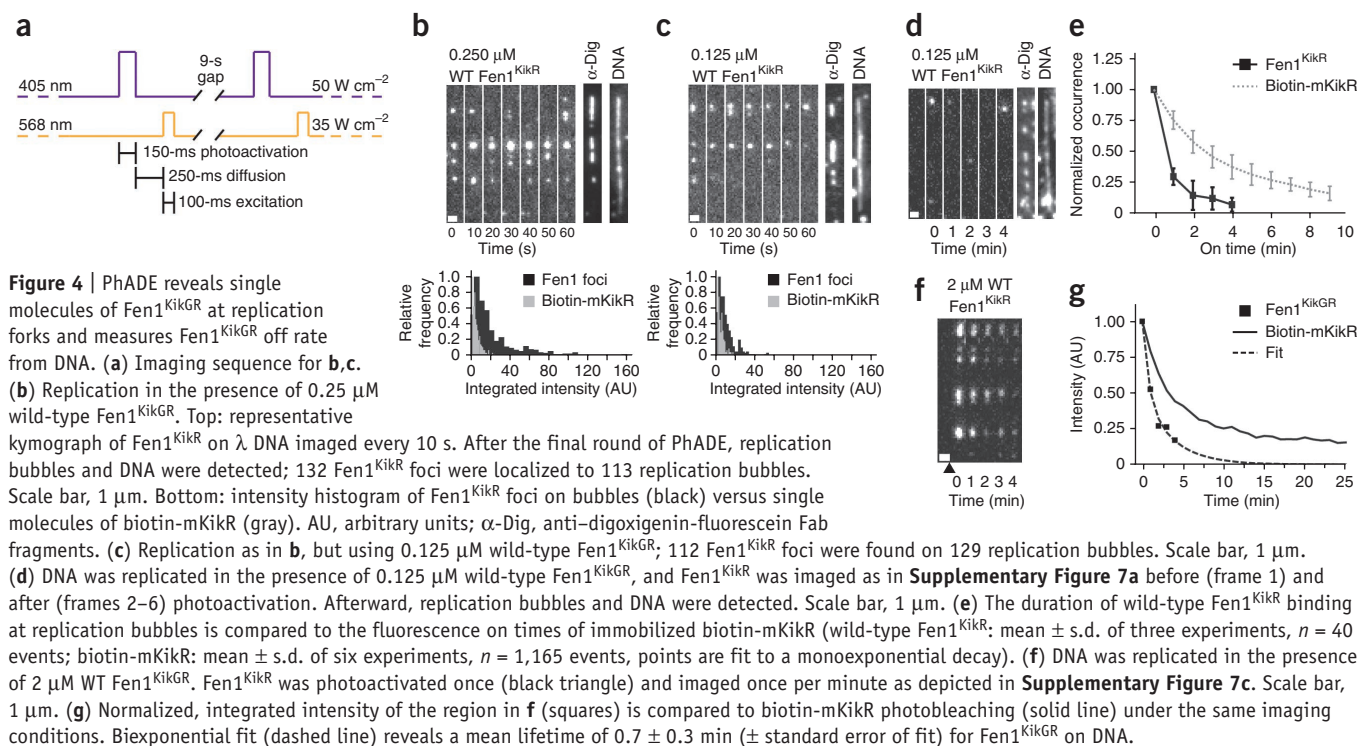 a
405 nm
9-s
gap
50 W cm⁻²
568 nm
35 W cm⁻²
150-ms photoactivation
250-ms diffusion
100-ms excitation
b
0.250 µM
WT Fen1ᴷⁱᵏᴿ
α-Dig
DNA
0 10 20 30 40 50 60
Time (s)
Relative
frequency
1.0
0.8
0.6
0.4
0.2
0
Fen1 foci
Biotin-mKikR
0 40 80 120 160
Integrated intensity (AU)
c
0.125 µM
WT Fen1ᴷⁱᵏᴿ
α-Dig
DNA
0 10 20 30 40 50 60
Time (s)
Relative
frequency
1.0
0.8
0.6
0.4
0.2
0
Fen1 foci
Biotin-mKikR
0 40 80 120 160
Integrated intensity (AU)
d
0.125 µM
WT Fen1ᴷⁱᵏᴿ
α-Dig
DNA
0 1 2 3 4
Time (min)
e
Normalized occurrence
1.25
1.00
0.75
0.50
0.25
0
Fen1ᴷⁱᵏᴿ
Biotin-mKikR
0 2 4 6 8 10
On time (min)
f
2 µM WT
Fen1ᴷⁱᵏᴿ
0 1 2 3 4
Time (min)
g
Intensity (AU)
1.00
0.75
0.50
0.25
0
Fen1ᴷⁱᵏᴳᴿ
Biotin-mKikR
Fit
0 5 10 15 20 25
Time (min)
Figure 4 | PhADE reveals single
molecules of Fen1ᴷⁱᵏᴳᴿ at replication
forks and measures Fen1ᴷⁱᵏᴳᴿ off rate
from DNA. (a) Imaging sequence for b,c.
(b) Replication in the presence of 0.25 µM
wild-type Fen1ᴷⁱᵏᴳᴿ. Top: representative
kymograph of Fen1ᴷⁱᵏᴿ on λ DNA imaged every 10 s. After the final round of PhADE, replication
bubbles and DNA were detected; 132 Fen1ᴷⁱᵏᴿ foci were localized to 113 replication bubbles.
Scale bar, 1 µm. Bottom: intensity histogram of Fen1ᴷⁱᵏᴿ foci on bubbles (black) versus single
molecules of biotin-mKikR (gray). AU, arbitrary units; α-Dig, anti–digoxigenin-fluorescein Fab
fragments. (c) Replication as in b, but using 0.125 µM wild-type Fen1ᴷⁱᵏᴳᴿ; 112 Fen1ᴷⁱᵏᴿ foci were found on 129 replication bubbles. Scale bar, 1 µm.
(d) DNA was replicated in the presence of 0.125 µM wild-type Fen1ᴷⁱᵏᴳᴿ, and Fen1ᴷⁱᵏᴿ was imaged as in Supplementary Figure 7a before (frame 1) and
after (frames 2–6) photoactivation. Afterward, replication bubbles and DNA were detected. Scale bar, 1 µm. (e) The duration of wild-type Fen1ᴷⁱᵏᴿ binding
at replication bubbles is compared to the fluorescence on times of immobilized biotin-mKikR (wild-type Fen1ᴷⁱᵏᴿ: mean ± s.d. of three experiments, n = 40
events; biotin-mKikR: mean ± s.d. of six experiments, n = 1,165 events, points are fit to a monoexponential decay). (f) DNA was replicated in the presence
of 2 µM WT Fen1ᴷⁱᵏᴳᴿ. Fen1ᴷⁱᵏᴿ was photoactivated once (black triangle) and imaged once per minute as depicted in Supplementary Figure 7c. Scale bar,
1 µm. (g) Normalized, integrated intensity of the region in f (squares) is compared to biotin-mKikR photobleaching (solid line) under the same imaging
conditions. Biexponential fit (dashed line) reveals a mean lifetime of 0.7 ± 0.3 min (± standard error of fit) for Fen1ᴷⁱᵏᴳᴿ on DNA.